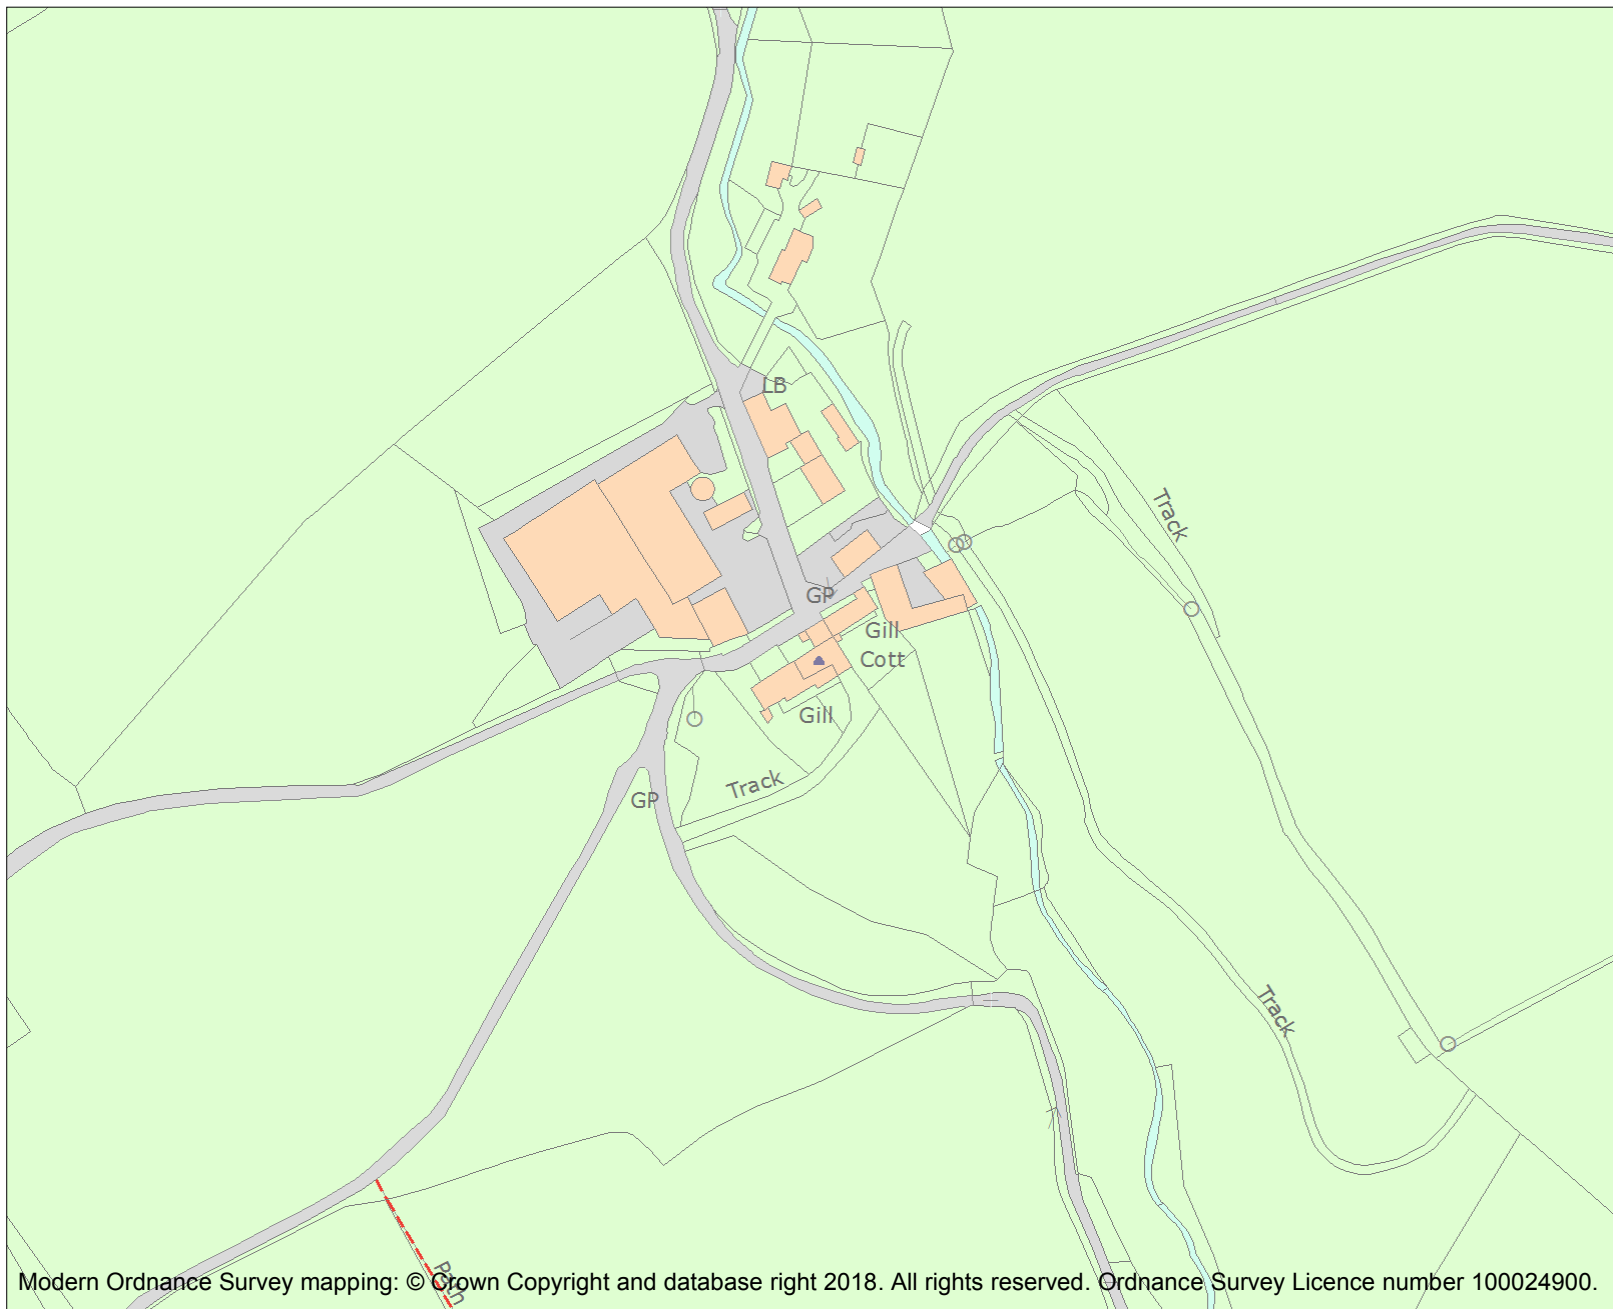 LB
Track
GP
Gill
Cott
Gill
Track
GP
Track
Path
Modern Ordnance Survey mapping: © Crown Copyright and database right 2018. All rights reserved. Ordnance Survey Licence number 100024900.